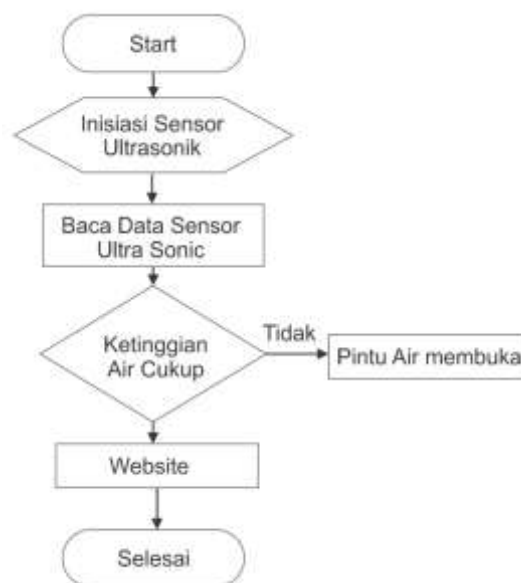 Start
Inisiasi Sensor
Ultrasonik
Baca Data Sensor
Ultra Sonic
Ketinggian
Air Cukup
Tidak
Pintu Air membuka
Website
Selesai